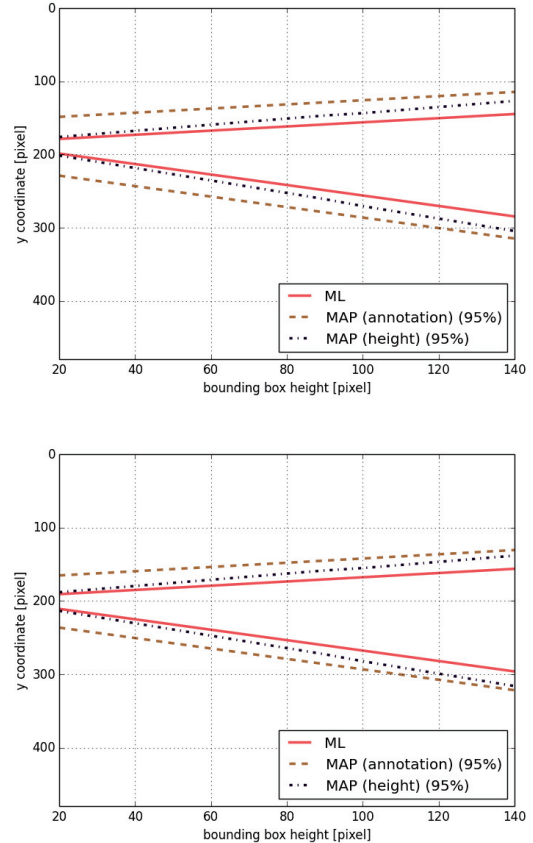 0
100
200
300
400
y coordinate [pixel]
ML
MAP (annotation) (95%)
MAP (height) (95%)
20 40 60 80 100 120 140
bounding box height [pixel]
0
100
200
300
400
y coordinate [pixel]
ML
MAP (annotation) (95%)
MAP (height) (95%)
20 40 60 80 100 120 140
bounding box height [pixel]